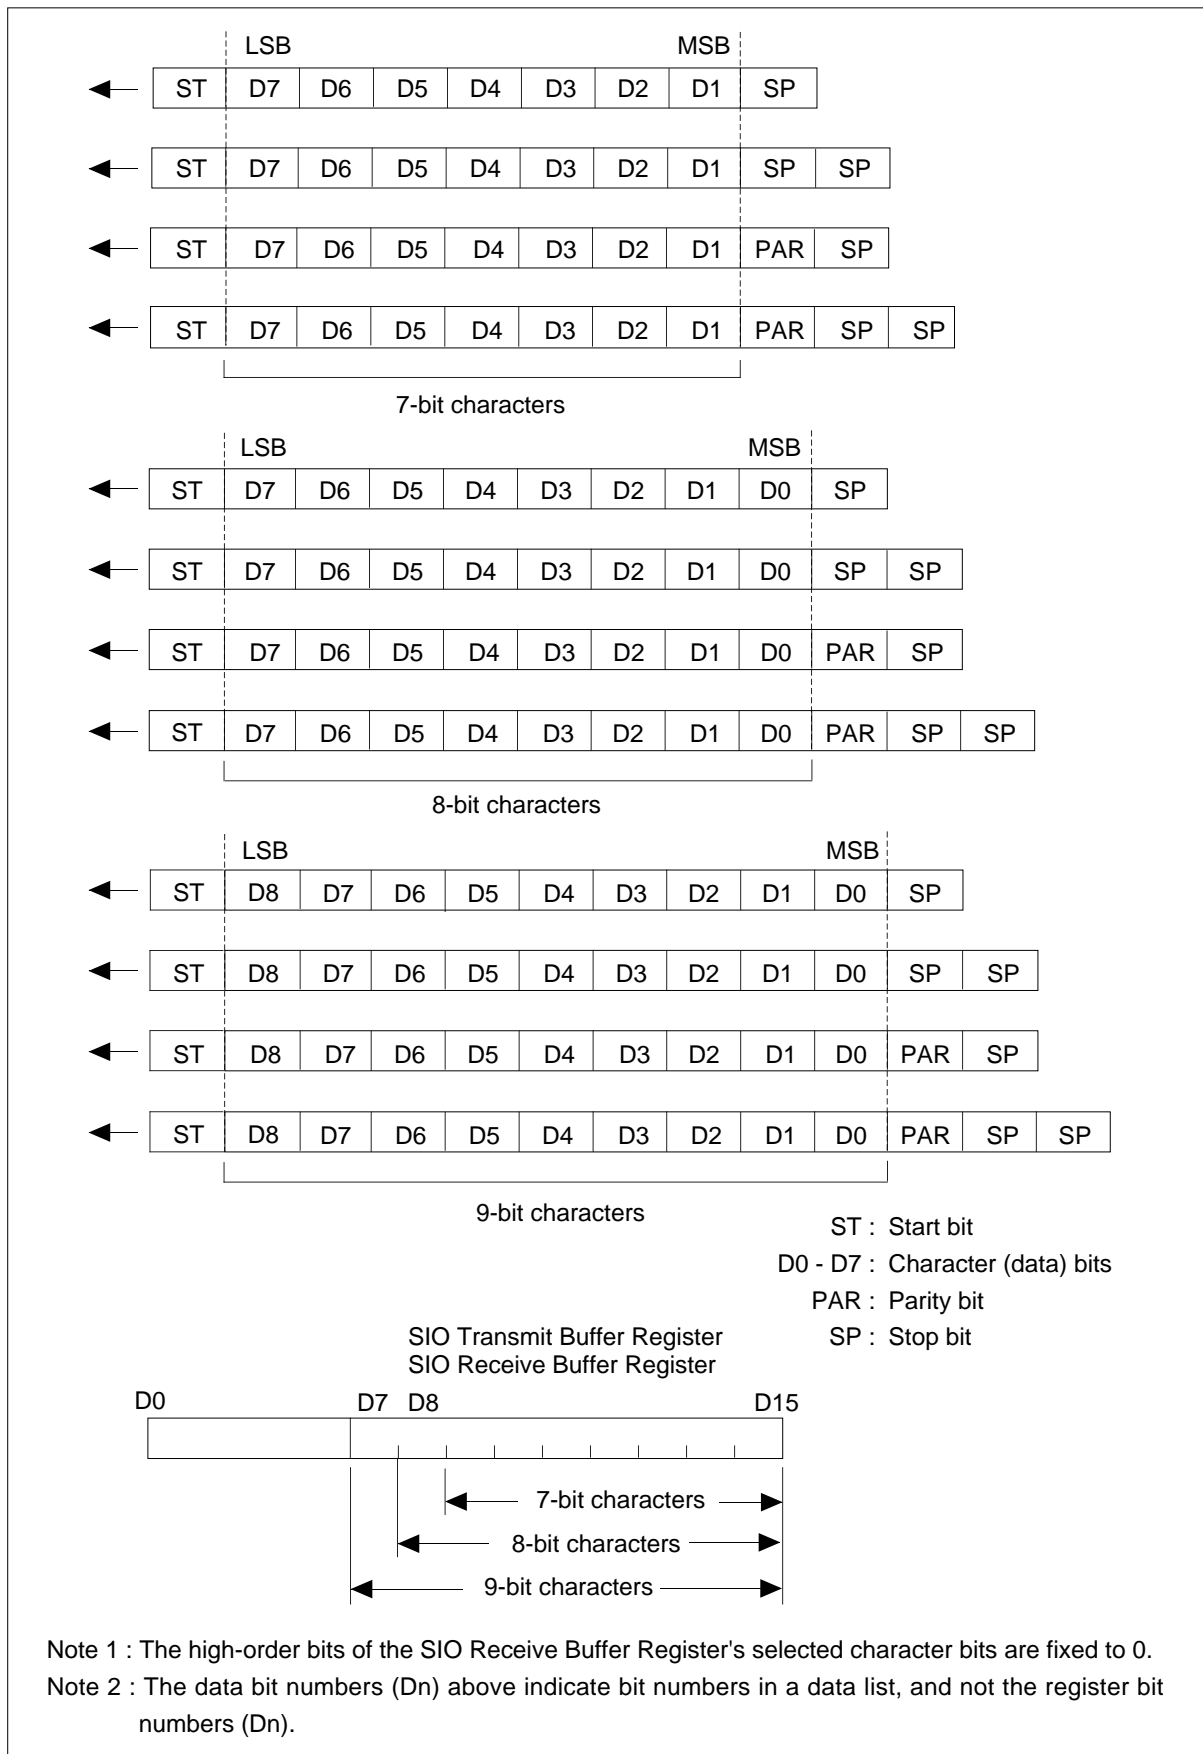 LSB MSB
ST D7 D6 D5 D4 D3 D2 D1 SP
ST D7 D6 D5 D4 D3 D2 D1 SP SP
ST D7 D6 D5 D4 D3 D2 D1 PAR SP
ST D7 D6 D5 D4 D3 D2 D1 PAR SP SP
7-bit characters
LSB MSB
ST D7 D6 D5 D4 D3 D2 D1 D0 SP
ST D7 D6 D5 D4 D3 D2 D1 D0 SP SP
ST D7 D6 D5 D4 D3 D2 D1 D0 PAR SP
ST D7 D6 D5 D4 D3 D2 D1 D0 PAR SP SP
8-bit characters
LSB MSB
ST D8 D7 D6 D5 D4 D3 D2 D1 D0 SP
ST D8 D7 D6 D5 D4 D3 D2 D1 D0 SP SP
ST D8 D7 D6 D5 D4 D3 D2 D1 D0 PAR SP
ST D8 D7 D6 D5 D4 D3 D2 D1 D0 PAR SP SP
9-bit characters
ST : Start bit
D0 - D7 : Character (data) bits
PAR : Parity bit
SP : Stop bit
SIO Transmit Buffer Register
SIO Receive Buffer Register
D0 D7 D8 D15
7-bit characters
8-bit characters
9-bit characters
Note 1 : The high-order bits of the SIO Receive Buffer Register's selected character bits are fixed to 0.
Note 2 : The data bit numbers (Dn) above indicate bit numbers in a data list, and not the register bit
numbers (Dn).